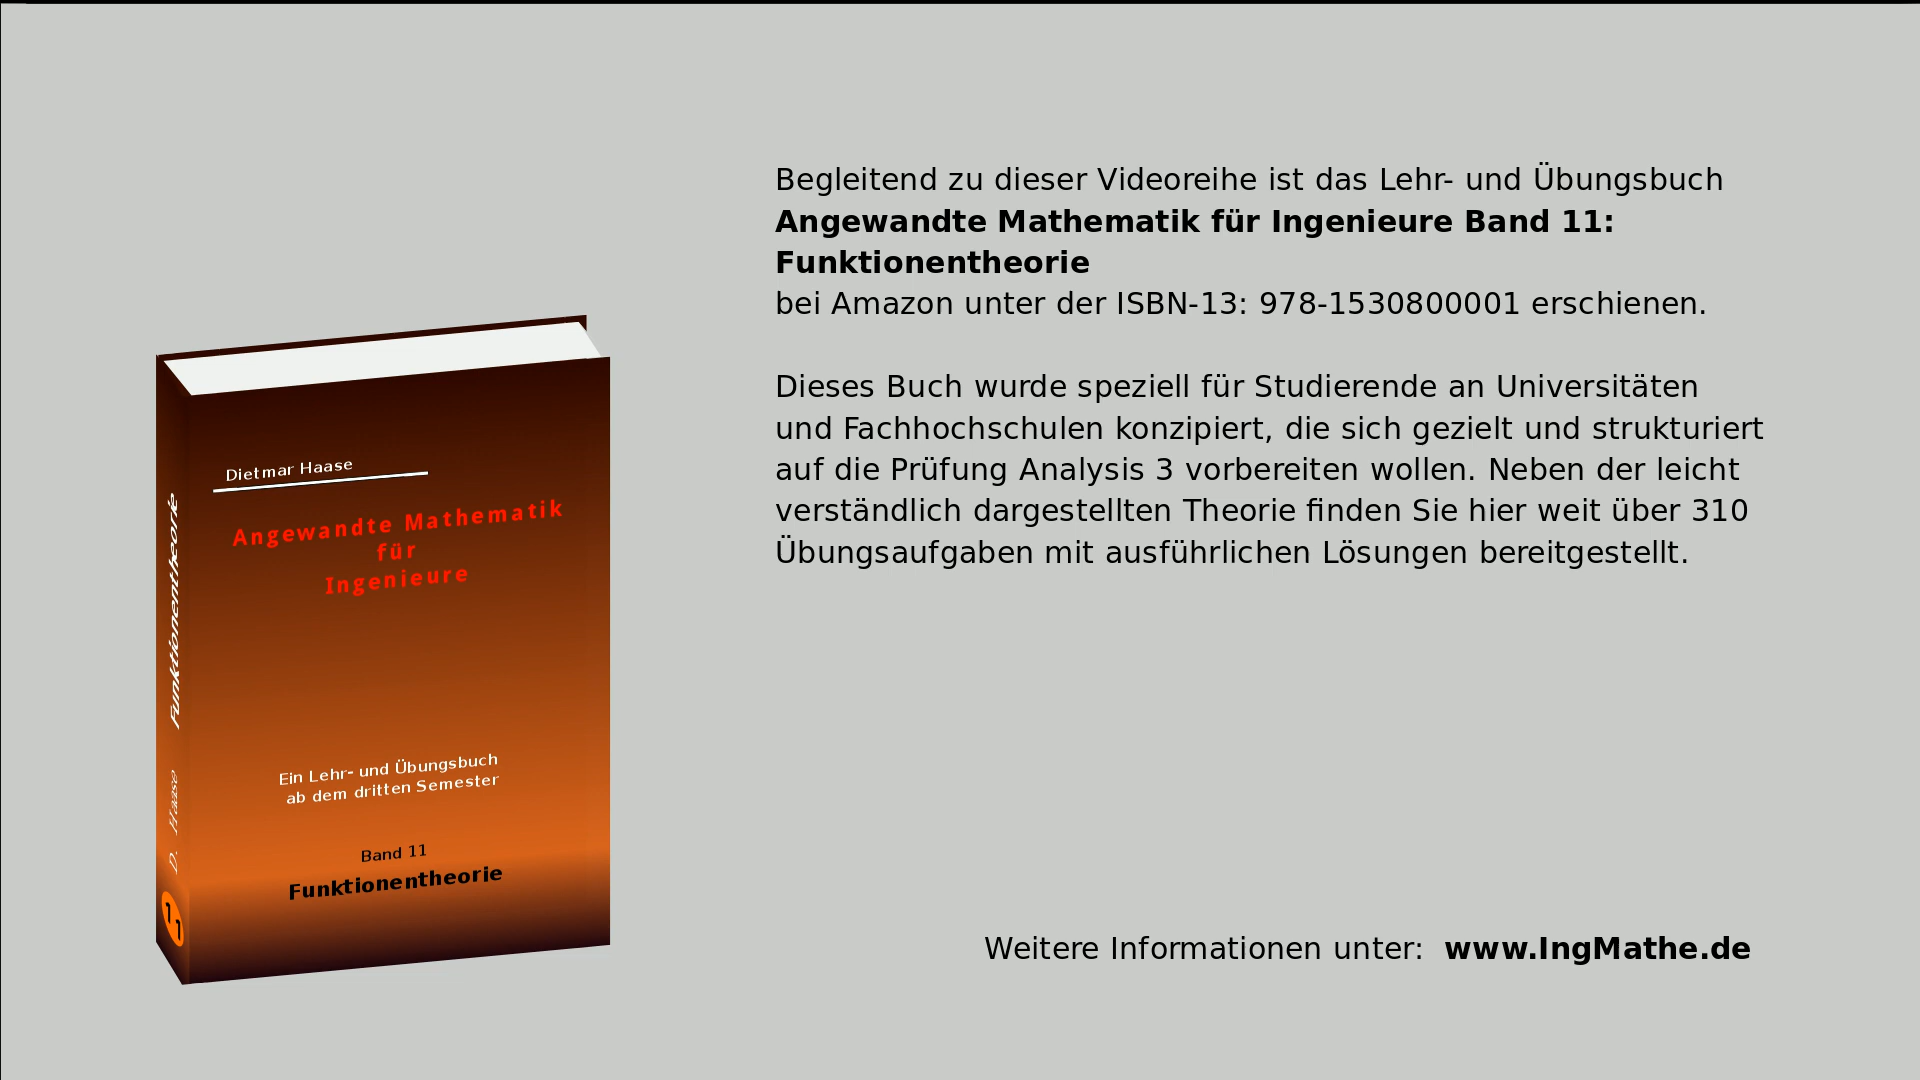 Begleitend zu dieser Videoreihe ist das Lehr- und Übungsbuch
Angewandte Mathematik für Ingenieure Band 11:
Funktionentheorie
bei Amazon unter der ISBN-13: 978-1530800001 erschienen.
Dieses Buch wurde speziell für Studierende an Universitäten
und Fachhochschulen konzipiert, die sich gezielt und strukturiert
auf die Prüfung Analysis 3 vorbereiten wollen. Neben der leicht
verständlich dargestellten Theorie finden Sie hier weit über 310
Übungsaufgaben mit ausführlichen Lösungen bereitgestellt.
Dietmar Haase
Angewandte Mathematik
für
Ingenieure
Ein Lehr- und Übungsbuch
ab dem dritten Semester
Band 11
Funktionentheorie
D. Haase Funktionentheorie
11
Weitere Informationen unter: www.IngMathe.de